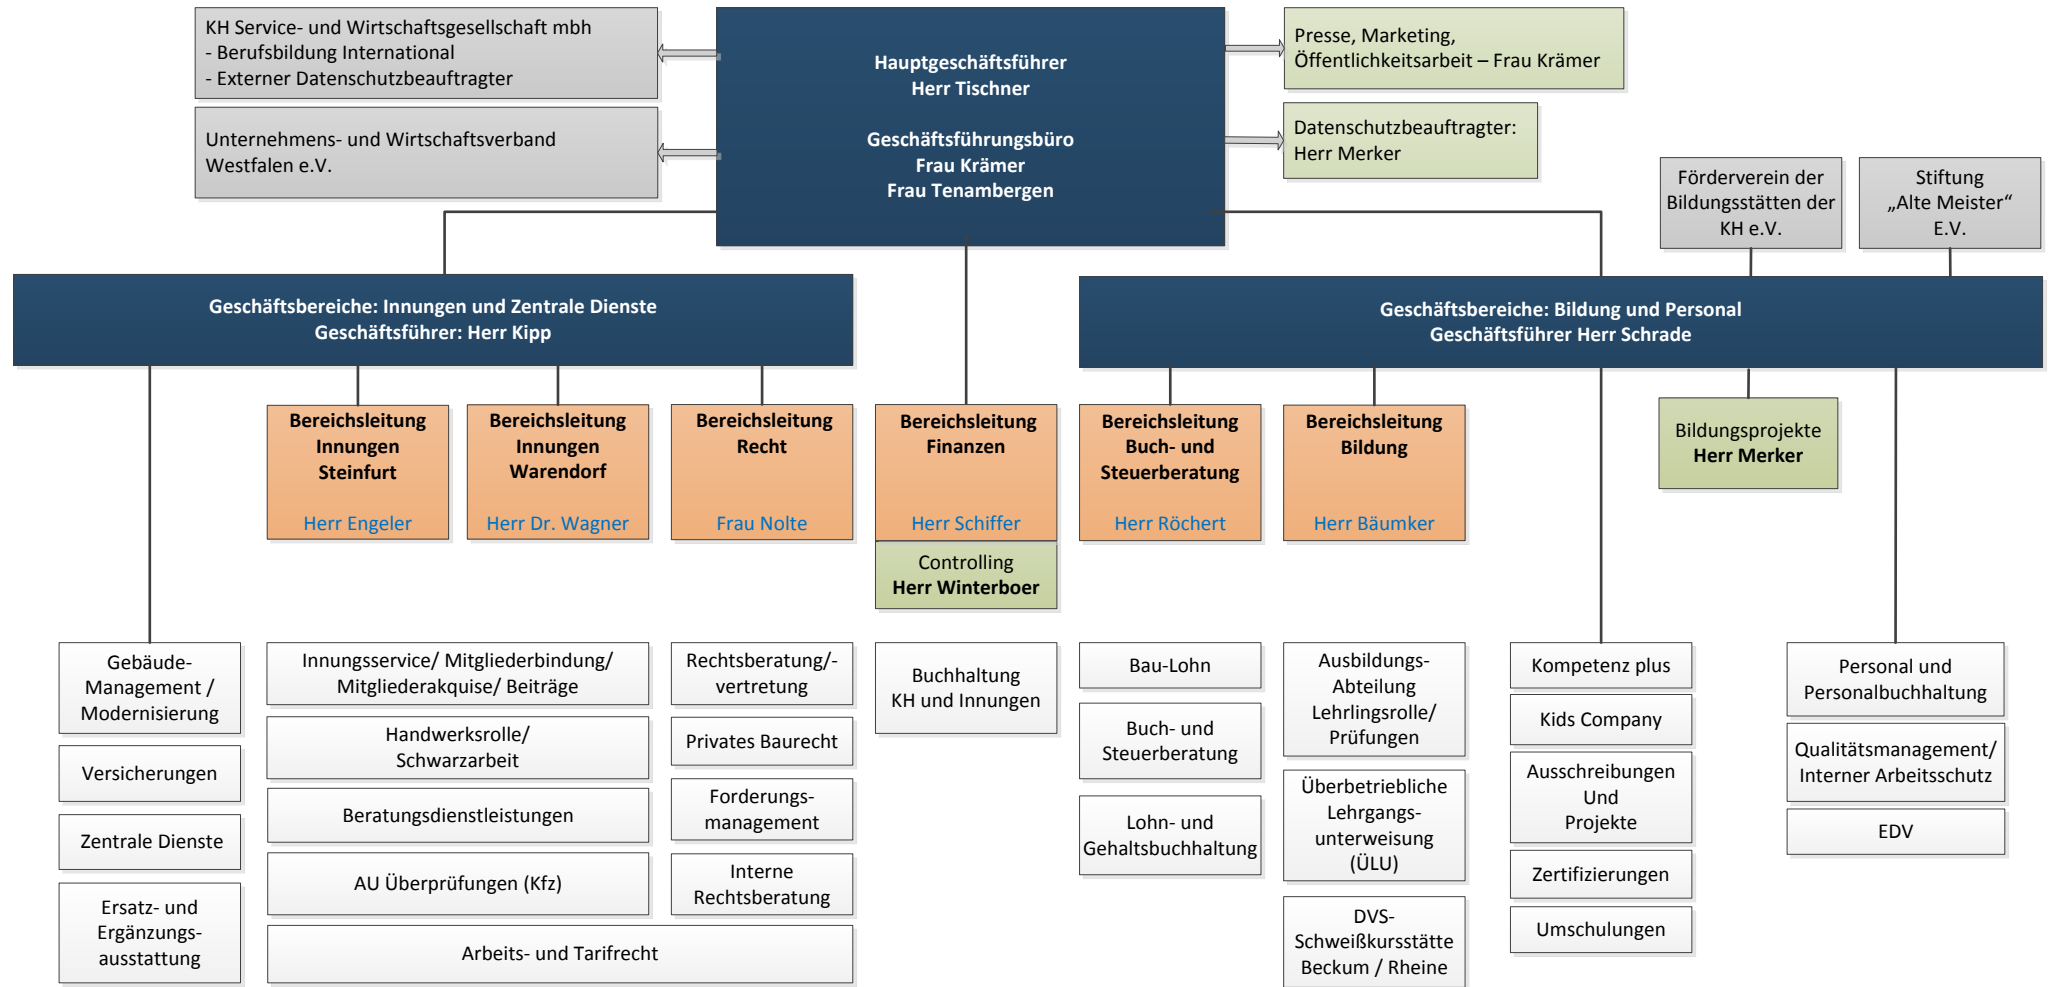 KH Service- und Wirtschaftsgesellschaft mbh
- Berufsbildung International
- Externer Datenschutzbeauftragter
Unternehmens- und Wirtschaftsverband
Westfalen e.V.
Hauptgeschäftsführer
Herr Tischner
Geschäftsführungsbüro
Frau Krämer
Frau Tenambergen
Presse, Marketing,
Öffentlichkeitsarbeit – Frau Krämer
Datenschutzbeauftragter:
Herr Merker
Förderverein der
Bildungsstätten der
KH e.V.
Stiftung
„Alte Meister“
E.V.
Geschäftsbereiche: Innungen und Zentrale Dienste
Geschäftsführer: Herr Kipp
Geschäftsbereiche: Bildung und Personal
Geschäftsführer Herr Schrade
Bereichsleitung
Innungen
Steinfurt
Herr Engeler
Bereichsleitung
Innungen
Warendorf
Herr Dr. Wagner
Bereichsleitung
Recht
Frau Nolte
Bereichsleitung
Finanzen
Herr Schiffer
Controlling
Herr Winterboer
Bereichsleitung
Buch- und
Steuerberatung
Herr Röchert
Bereichsleitung
Bildung
Herr Bäumker
Bildungsprojekte
Herr Merker
Gebäude-
Management /
Modernisierung
Versicherungen
Zentrale Dienste
Ersatz- und
Ergänzungs-
ausstattung
Innungsservice/ Mitgliederbindung/
Mitgliederakquise/ Beiträge
Handwerksrolle/
Schwarzarbeit
Beratungsdienstleistungen
AU Überprüfungen (Kfz)
Arbeits- und Tarifrecht
Rechtsberatung/-
vertretung
Privates Baurecht
Forderungs-
management
Interne
Rechtsberatung
Buchhaltung
KH und Innungen
Bau-Lohn
Buch- und
Steuerberatung
Lohn- und
Gehaltsbuchhaltung
Ausbildungs-
Abteilung
Lehrlingsrolle/
Prüfungen
Überbetriebliche
Lehrgangs-
unterweisung
(ÜLU)
DVS-
Schweißkursstätte
Beckum / Rheine
Kompetenz plus
Kids Company
Ausschreibungen
Und
Projekte
Zertifizierungen
Umschulungen
Personal und
Personalbuchhaltung
Qualitätsmanagement/
Interner Arbeitsschutz
EDV